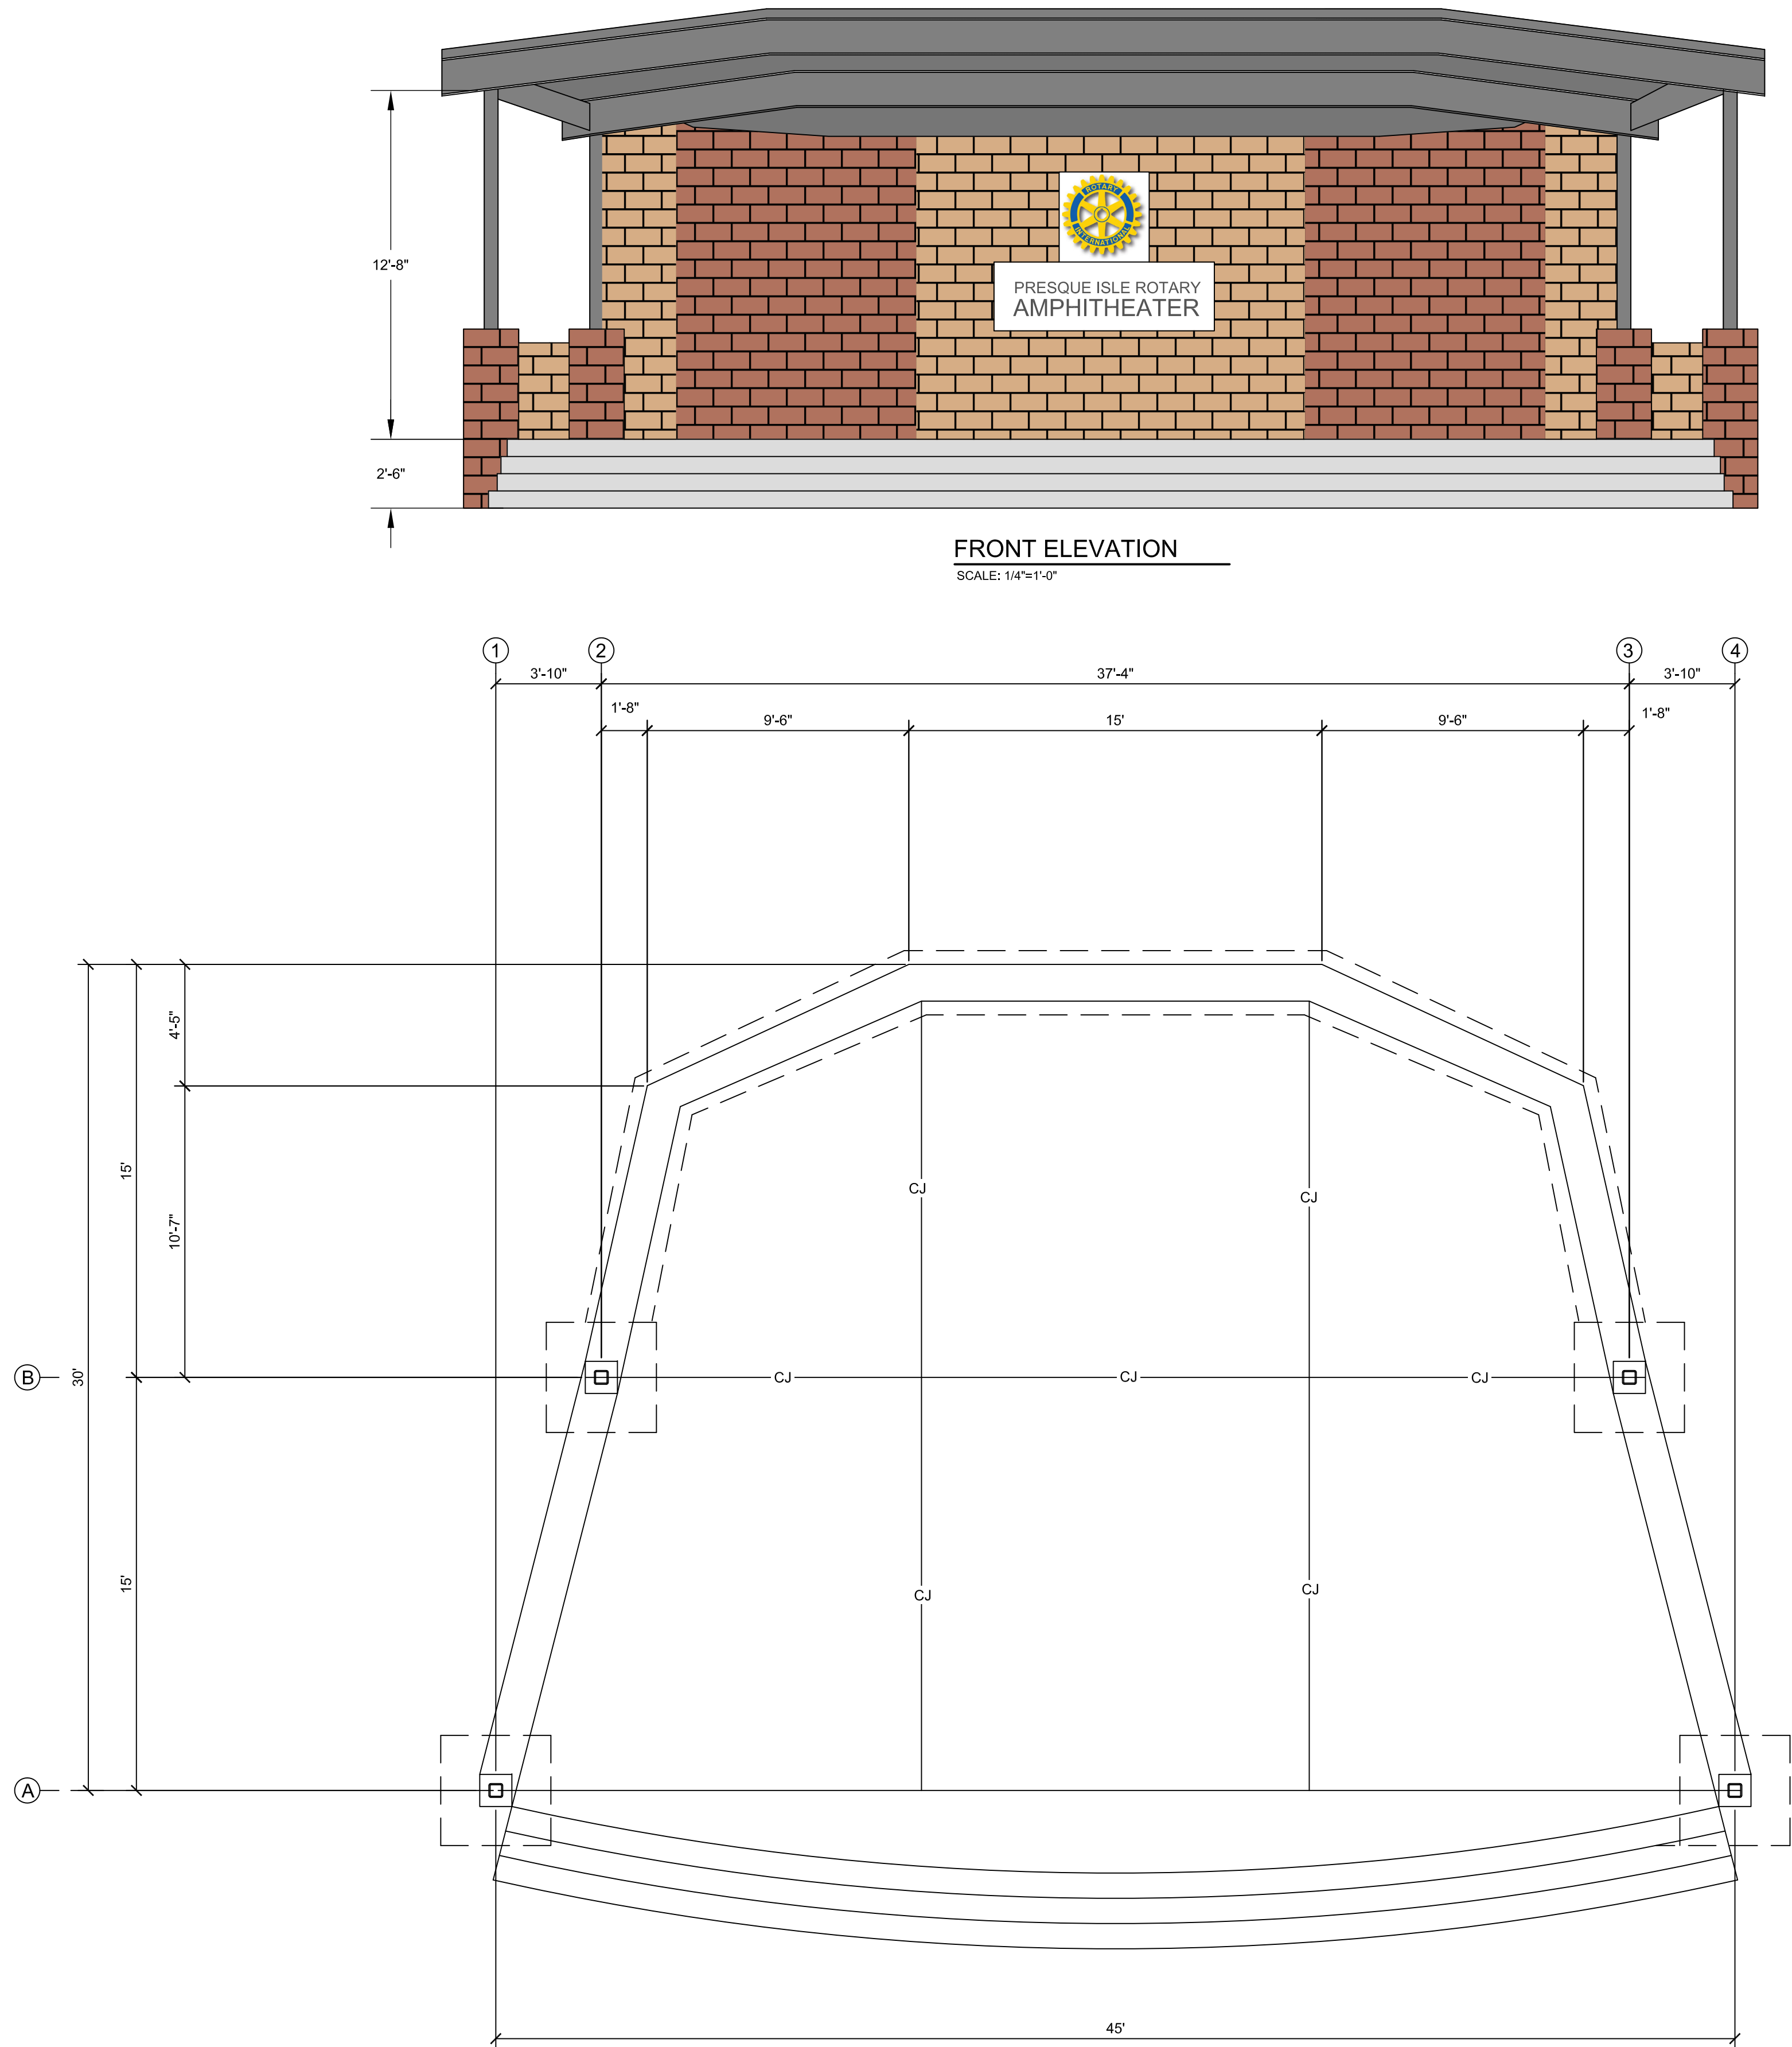 12'-8"
ROTARY
INTERNATIONAL
PRESQUE ISLE ROTARY
AMPHITHEATER
2'-6"
FRONT ELEVATION
SCALE: 1/4"=1'-0"
1 2 3 4
3'-10" 37'-4" 3'-10"
1'-8" 9'-6" 15' 9'-6" 1'-8"
4'-5"
15'
10'-7"
CJ CJ
B 30' CJ CJ CJ
15'
CJ CJ
A
45'